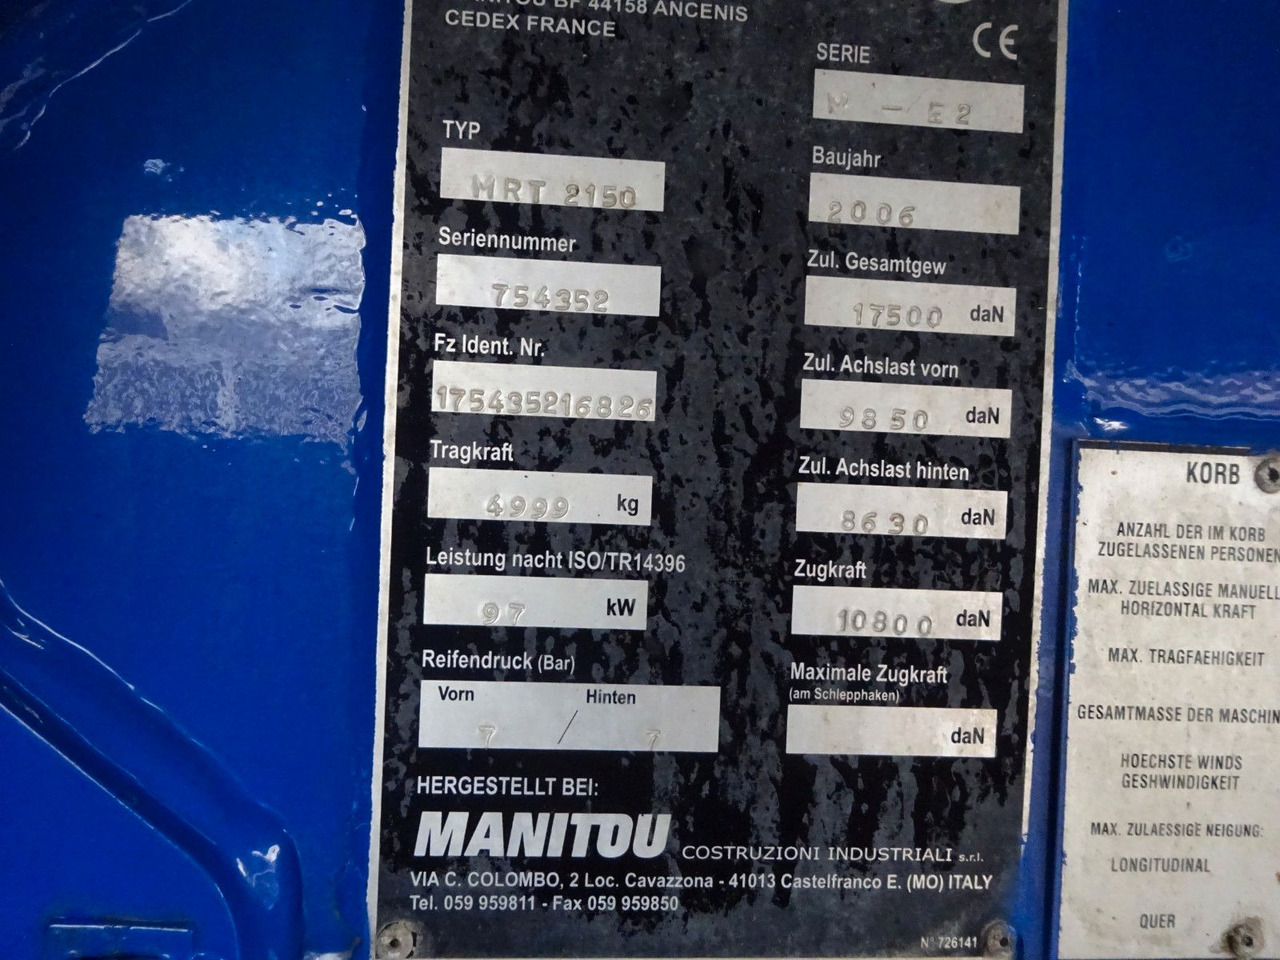 BP 44158 ANCENIS
CEDEX FRANCE
CE
SERIE
M - E2
TYP
MRT 2150
Baujahr
2006
Seriennummer
754352
Zul. Gesamtgew
17500 daN
Fz Ident. Nr.
175435216826
Zul. Achslast vorn
9850 daN
Tragkraft
4999 kg
Zul. Achslast hinten
8630 daN
Leistung nacht ISO/TR14396
97 kW
Zugkraft
10800 daN
Reifendruck (Bar)
Vorn Hinten
7 / 7
Maximale Zugkraft
(am Schlepphaken)
daN
HERGESTELLT BEI:
MANITOU COSTRUZIONI INDUSTRIALI s.r.l.
VIA C. COLOMBO, 2 Loc. Cavazzona - 41013 Castelfranco E. (MO) ITALY
Tel. 059 959811 - Fax 059 959850
N° 726141
KORB
ANZAHL DER IM KORB
ZUGELASSENEN PERSONEN
MAX. ZUELASSIGE MANUELL
HORIZONTAL KRAFT
MAX. TRAGFAEHIGKEIT
GESAMTMASSE DER MASCHIN
HOECHSTE WINDS
GESHWINDIGKEIT
MAX. ZULAESSIGE NEIGUNG:
LONGITUDINAL
QUER